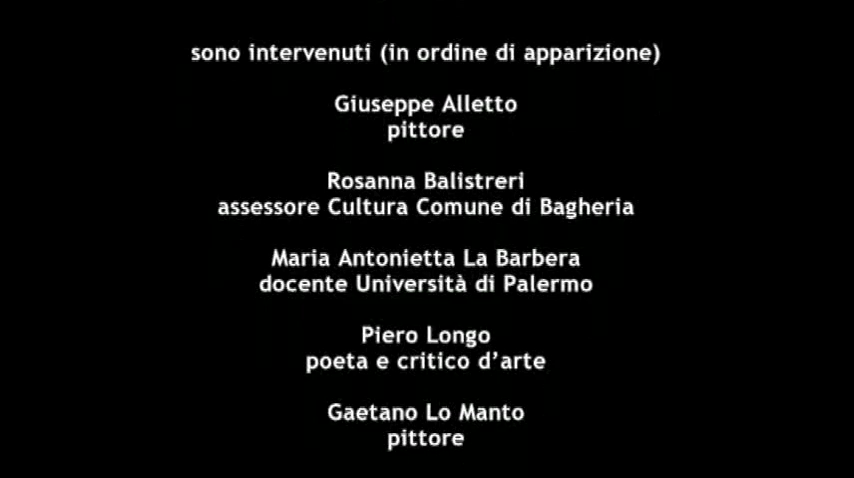 sono intervenuti (in ordine di apparizione)
Giuseppe Alletto
pittore
Rosanna Balistreri
assessore Cultura Comune di Bagheria
Maria Antonietta La Barbera
docente Università di Palermo
Piero Longo
poeta e critico d’arte
Gaetano Lo Manto
pittore